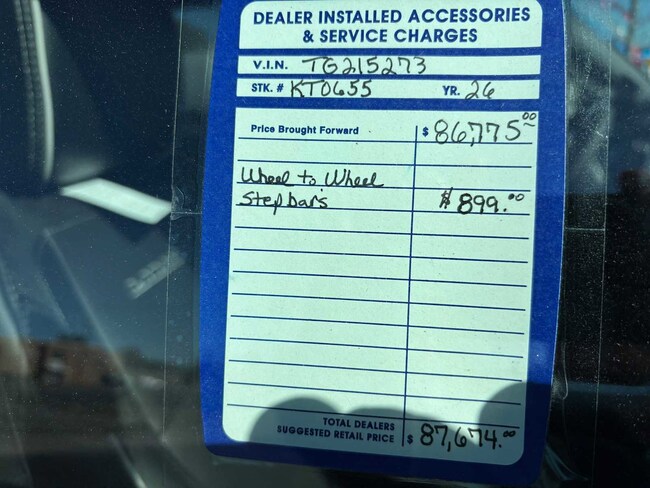 DEALER INSTALLED ACCESSORIES
& SERVICE CHARGES
V.I.N. TG215273
STK. # KT0655 YR. 26
Price Brought Forward $ 86,775.00
Wheel to Wheel
Step bars $899.00
TOTAL DEALERS
SUGGESTED RETAIL PRICE $ 87,674.00